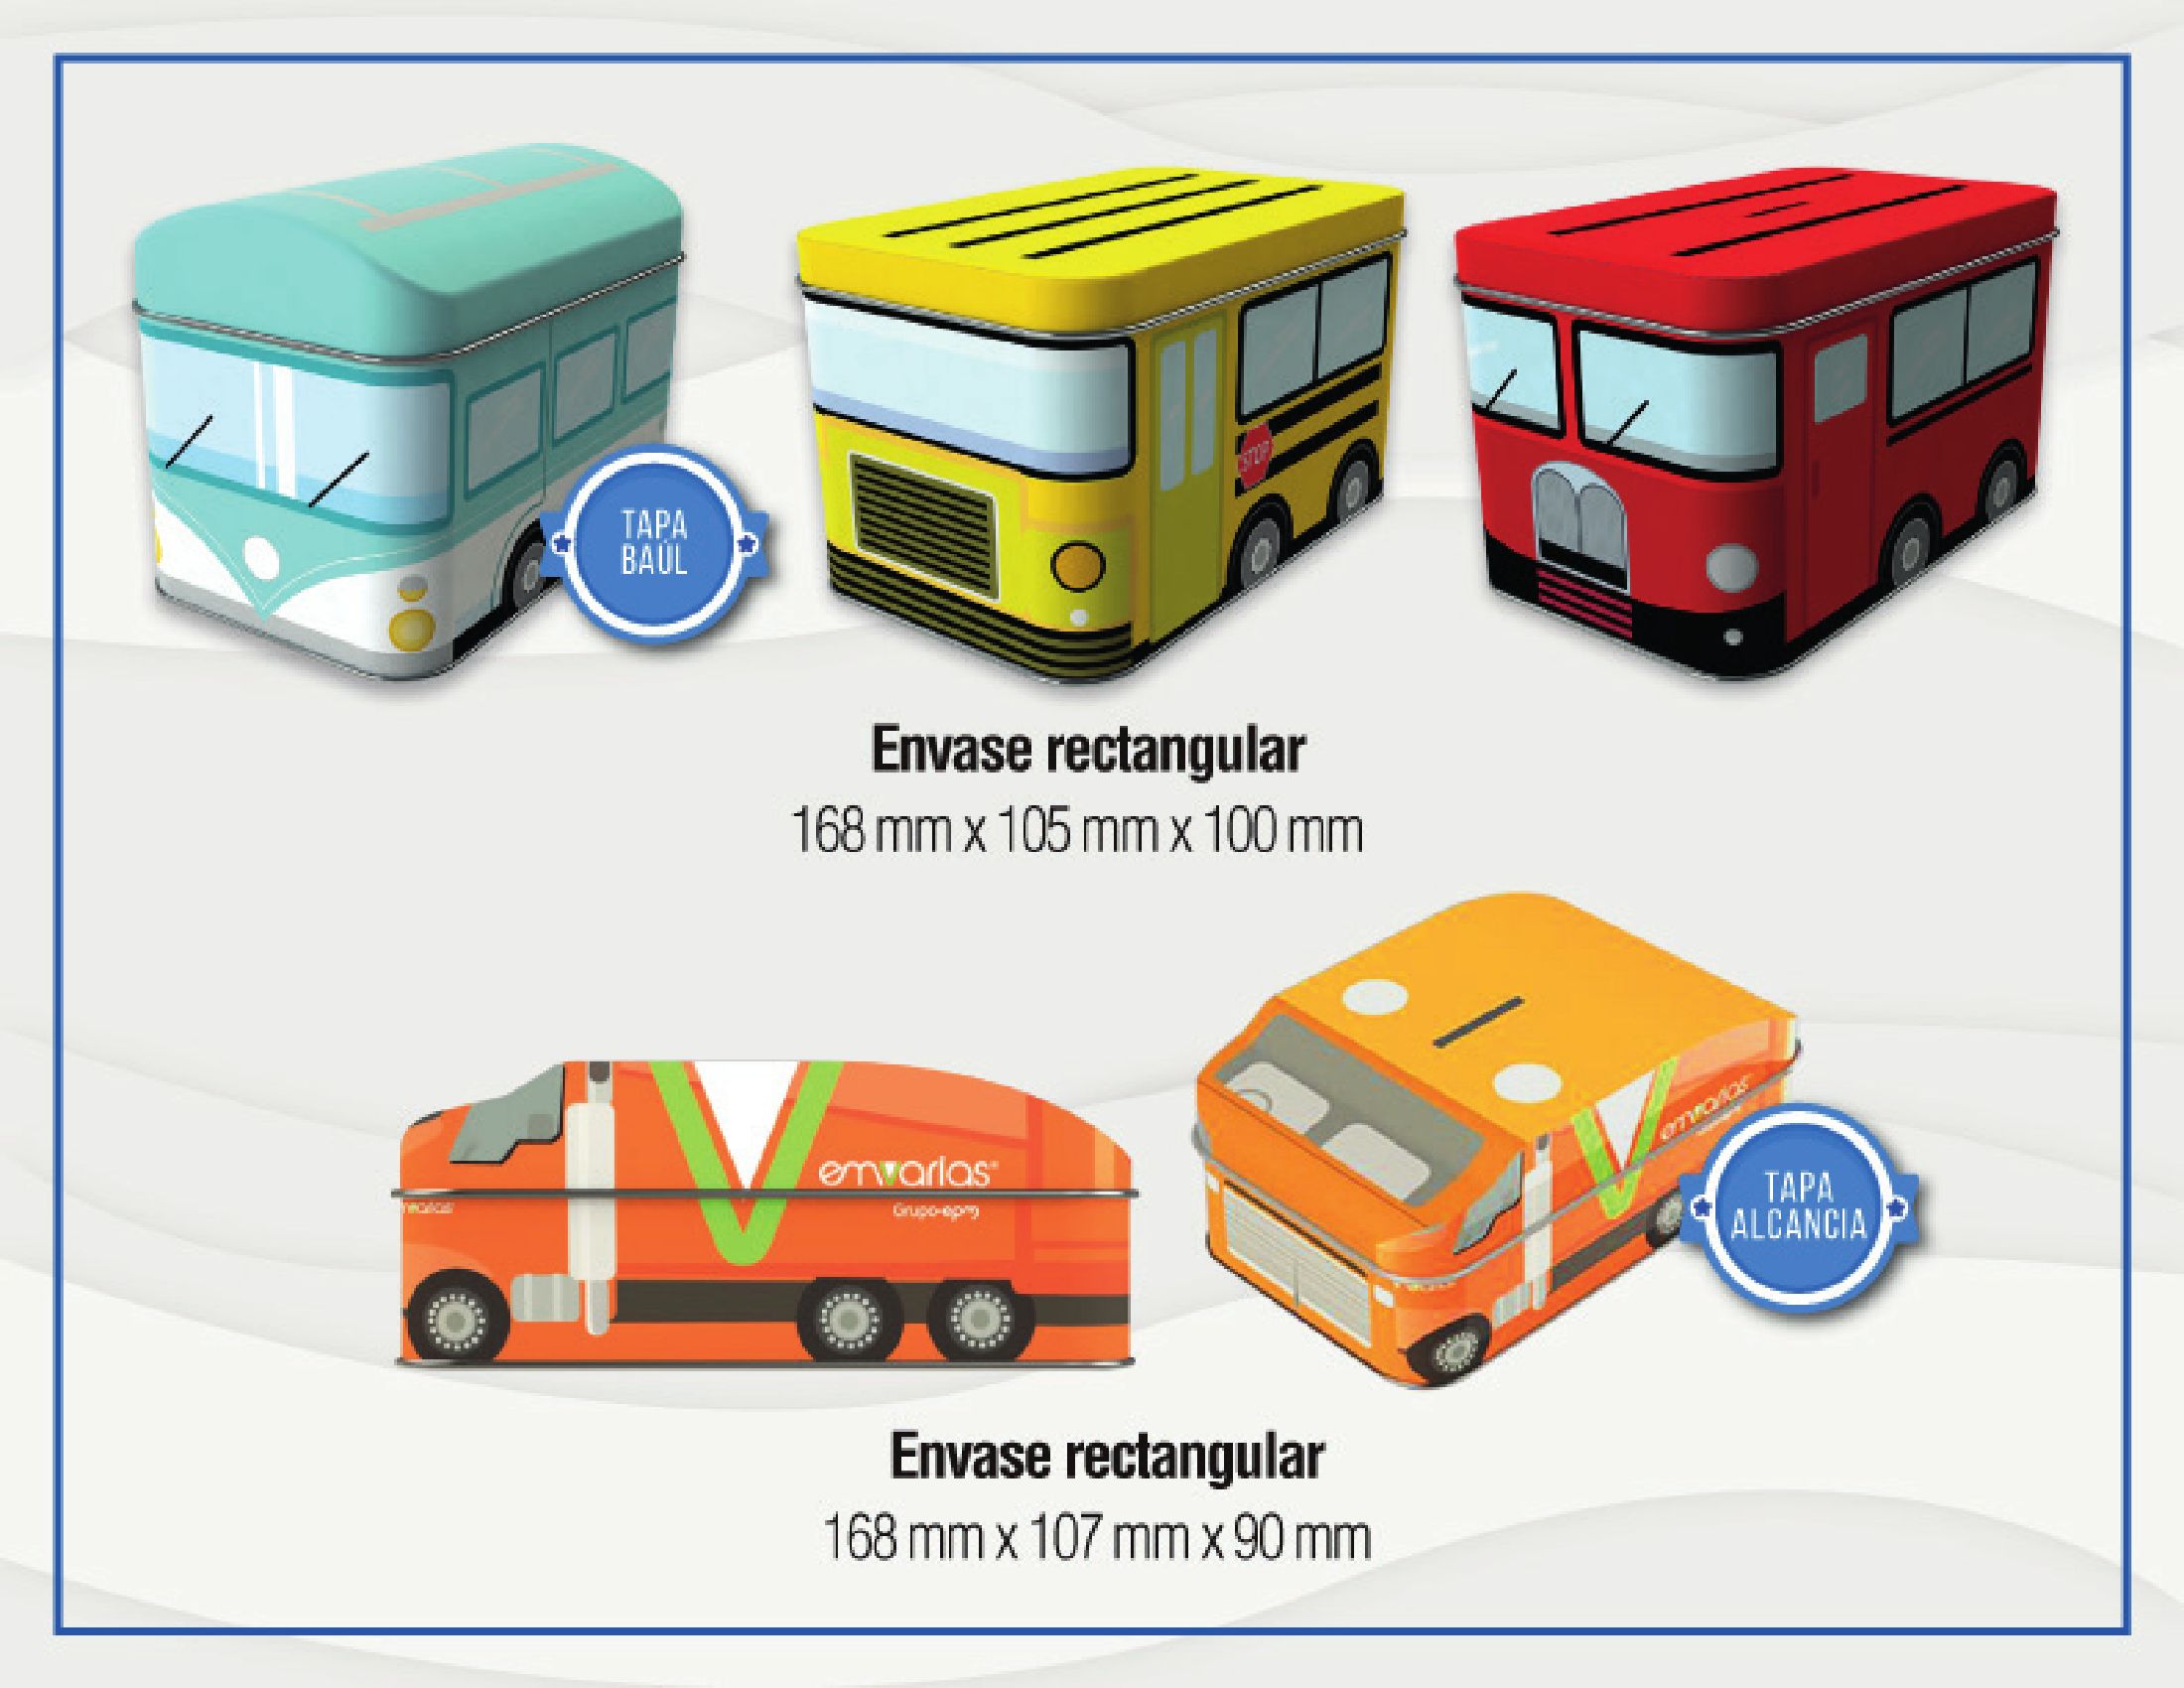 TAPA
BAÚL
STOP
Envase rectangular
168 mm x 105 mm x 100 mm
emvarias®
Grupo·epm
emvarias
TAPA
ALCANCIA
Envase rectangular
168 mm x 107 mm x 90 mm